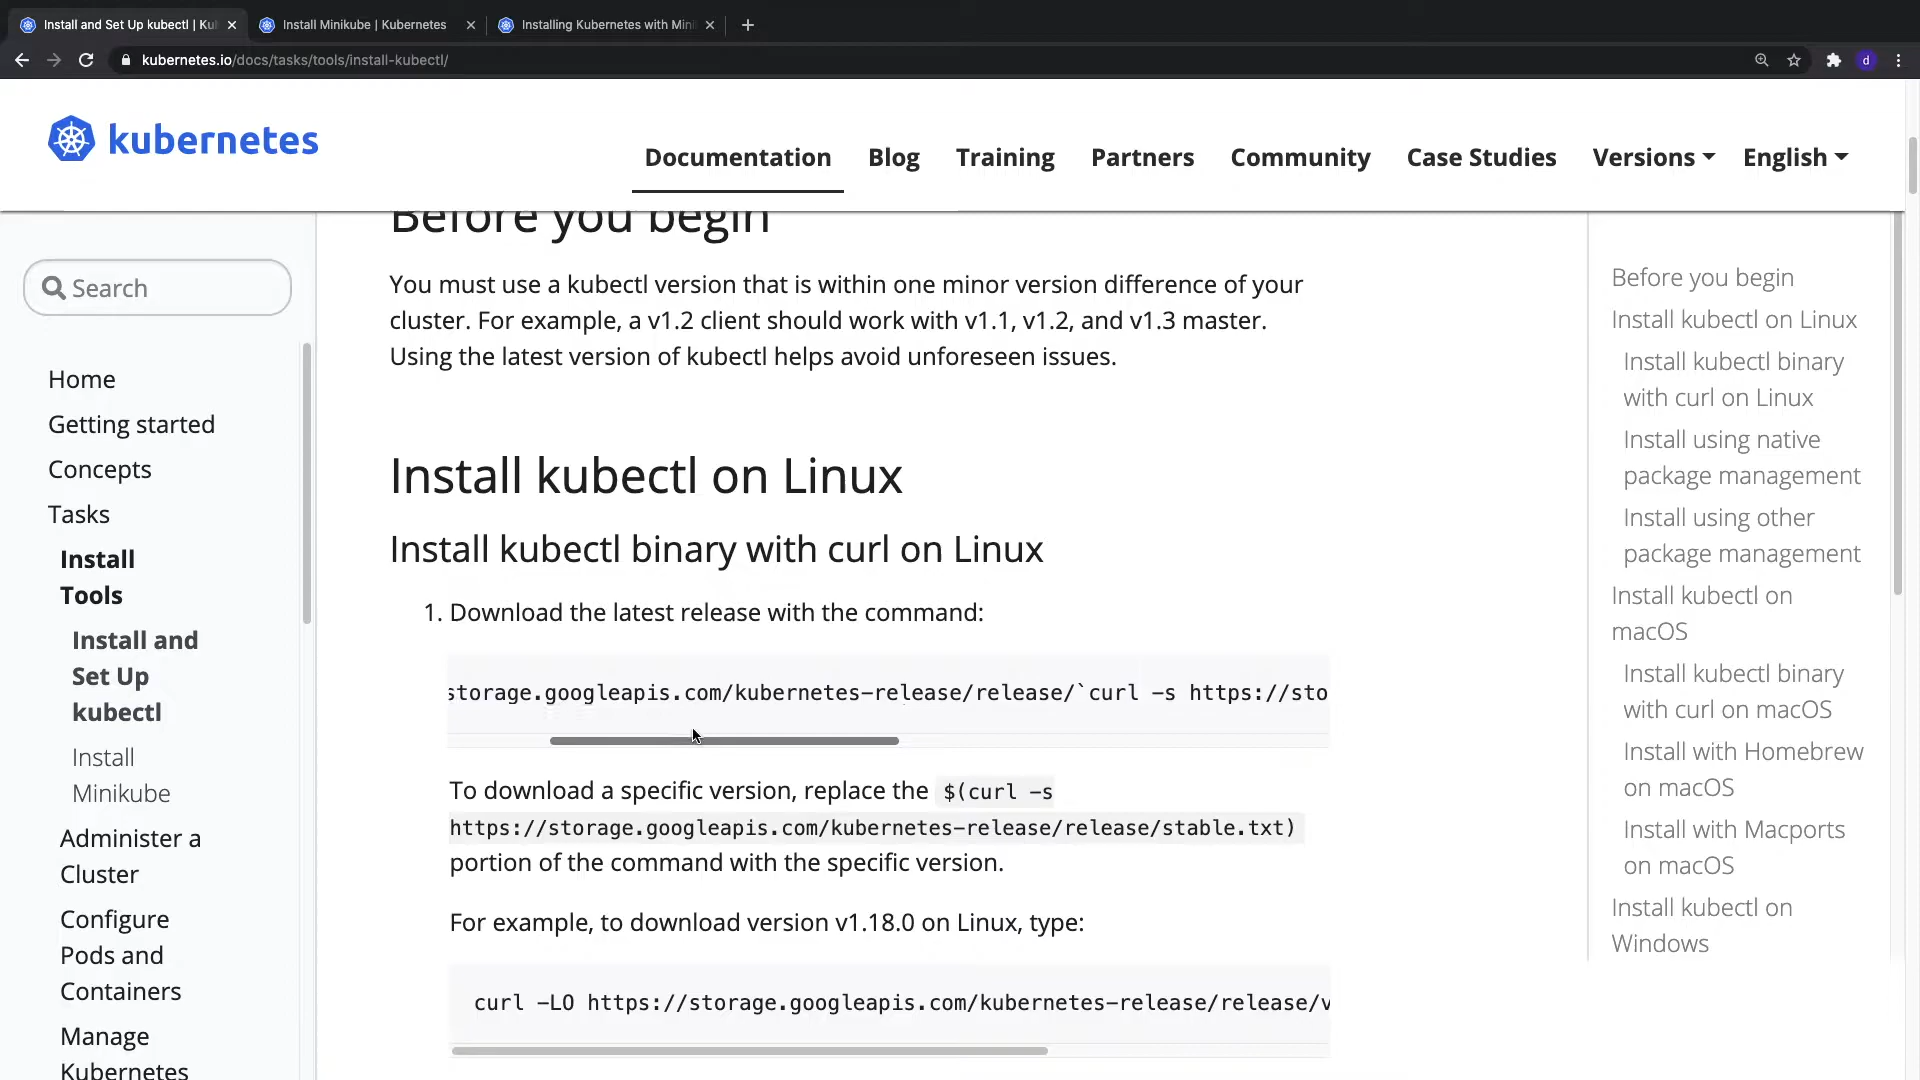 Install and Set Up kubectl | Ku
Install Minikube | Kubernetes
Installing Kubernetes with Mini
kubernetes.io/docs/tasks/tools/install-kubectl/
d
kubernetes
Documentation
Blog
Training
Partners
Community
Case Studies
Versions
English
Search
Home
Getting started
Concepts
Tasks
Install
Tools
Install and
Set Up
kubectl
Install
Minikube
Administer a
Cluster
Configure
Pods and
Containers
Manage
Kubernetes
Before you begin
You must use a kubectl version that is within one minor version difference of your
cluster. For example, a v1.2 client should work with v1.1, v1.2, and v1.3 master.
Using the latest version of kubectl helps avoid unforeseen issues.
Install kubectl on Linux
Install kubectl binary with curl on Linux
1. Download the latest release with the command:
storage.googleapis.com/kubernetes-release/release/`curl -s https://sto
To download a specific version, replace the $(curl -s
https://storage.googleapis.com/kubernetes-release/release/stable.txt)
portion of the command with the specific version.
For example, to download version v1.18.0 on Linux, type:
curl -LO https://storage.googleapis.com/kubernetes-release/release/v
Before you begin
Install kubectl on Linux
Install kubectl binary
with curl on Linux
Install using native
package management
Install using other
package management
Install kubectl on
macOS
Install kubectl binary
with curl on macOS
Install with Homebrew
on macOS
Install with Macports
on macOS
Install kubectl on
Windows